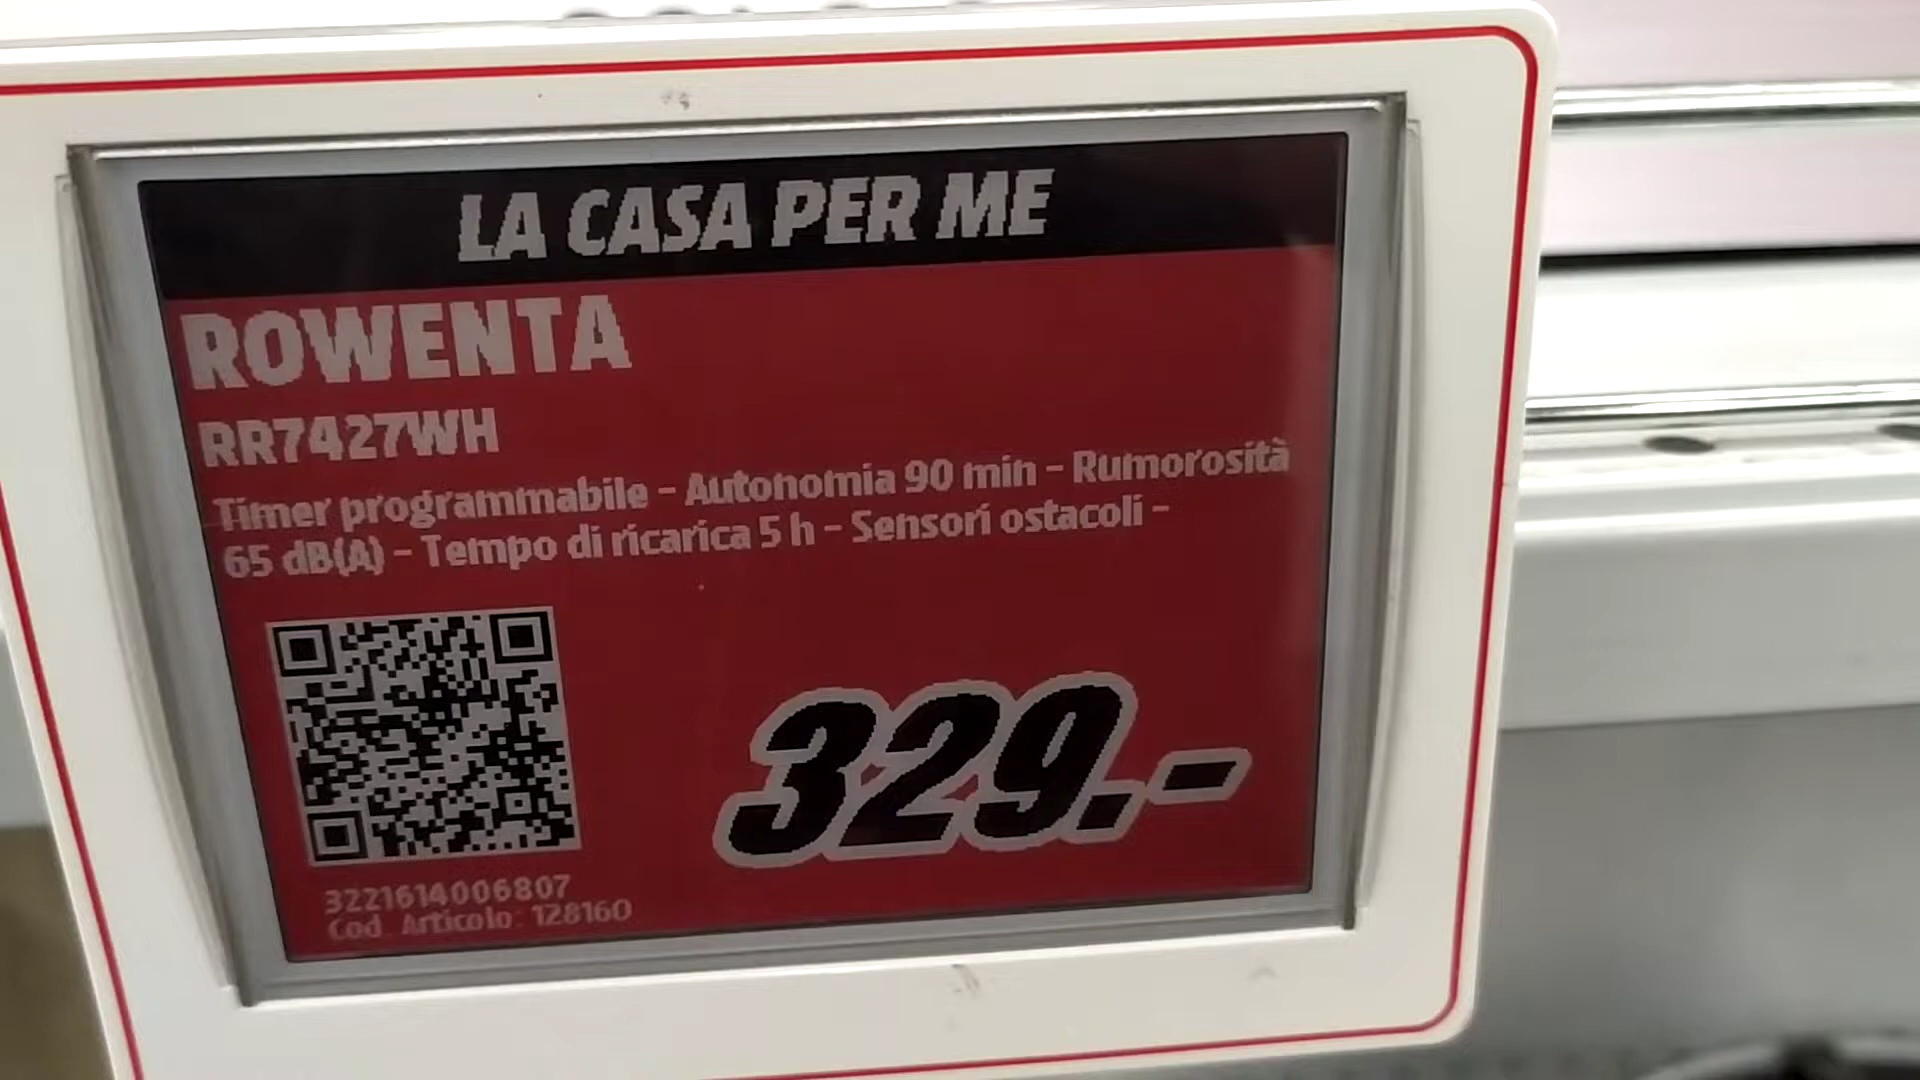 LA CASA PER ME
ROWENTA
RR7427WH
Timer programmabile - Autonomia 90 min - Rumorosità
65 dB(A) - Tempo di ricarica 5 h - Sensori ostacoli -
329.-
3221614006807
Cod. Articolo: 128160